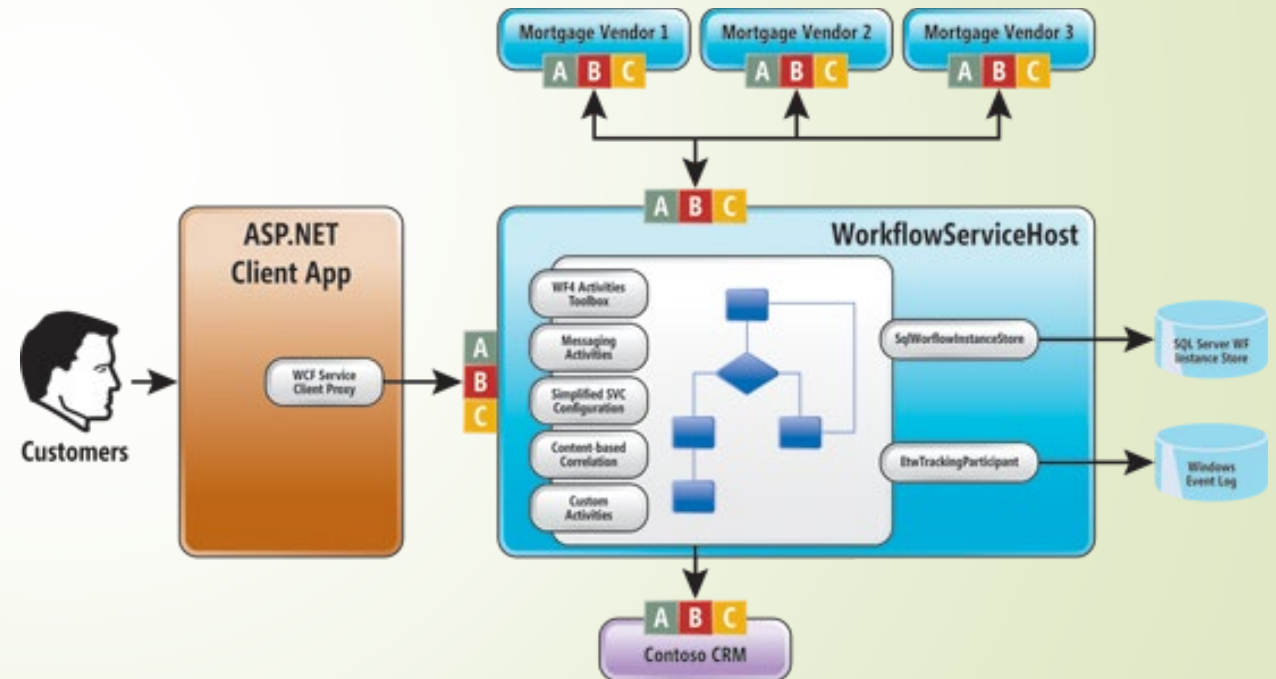 Mortgage Vendor 1
Mortgage Vendor 2
Mortgage Vendor 3
A B C
A B C
A B C
A B C
ASP.NET
Client App
WCF Service
Client Proxy
Customers
A
B
C
WorkflowServiceHost
WF4 Activities
Toolbox
Messaging
Activities
Simplified SVC
Configuration
Content-based
Correlation
Custom
Activities
SqlWorflowInstanceStore
EtwTrackingParticipant
SQL Server WF
Instance Store
Windows
Event Log
A B C
Contoso CRM